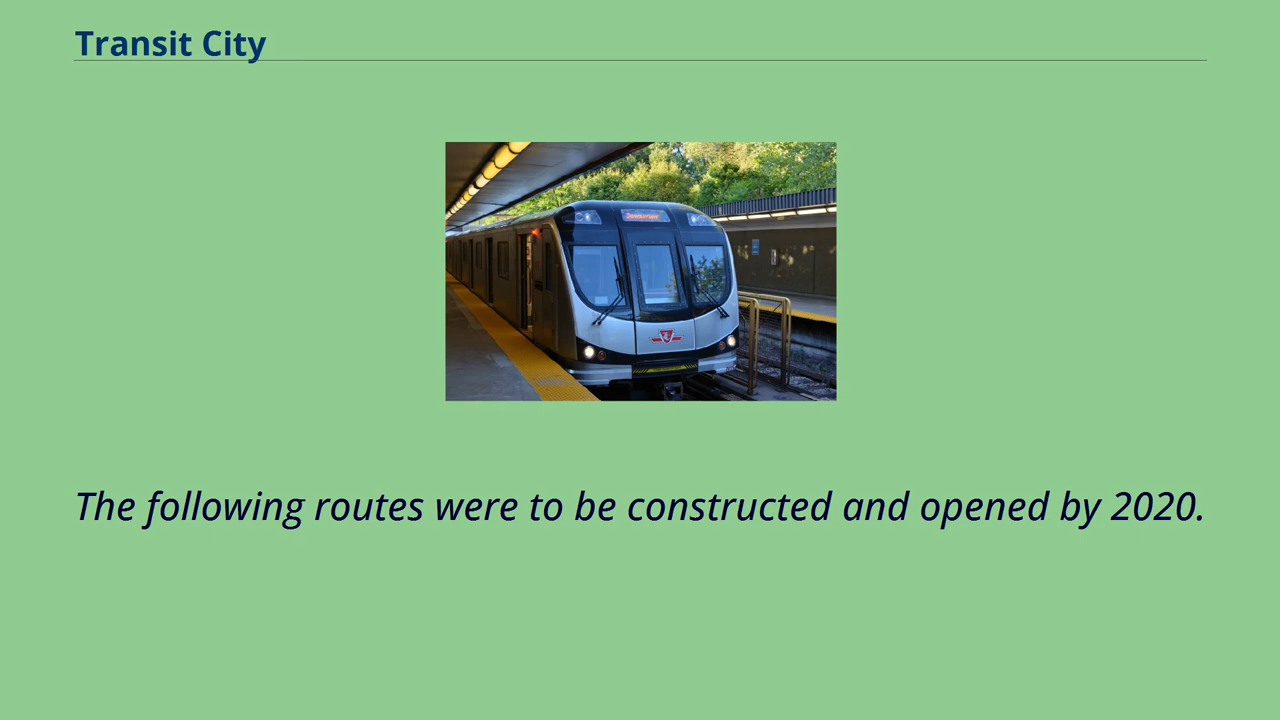 Transit City
The following routes were to be constructed and opened by 2020.